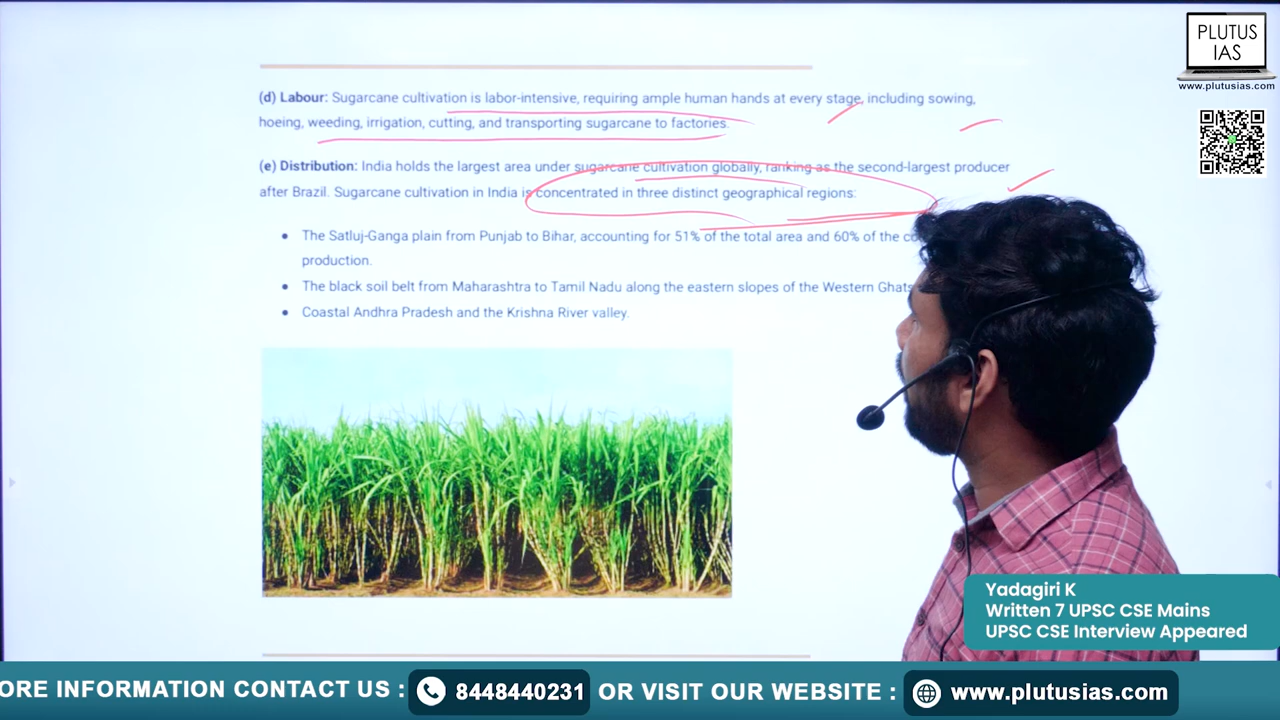 PLUTUS
IAS
www.plutusias.com
(d) Labour: Sugarcane cultivation is labor-intensive, requiring ample human hands at every stage, including sowing,
hoeing, weeding, irrigation, cutting, and transporting sugarcane to factories.
(e) Distribution: India holds the largest area under sugarcane cultivation globally, ranking as the second-largest producer
after Brazil. Sugarcane cultivation in India is concentrated in three distinct geographical regions:
• The Satluj-Ganga plain from Punjab to Bihar, accounting for 51% of the total area and 60% of the
production.
• The black soil belt from Maharashtra to Tamil Nadu along the eastern slopes of the Western Ghats
• Coastal Andhra Pradesh and the Krishna River valley.
Yadagiri K
Written 7 UPSC CSE Mains
UPSC CSE Interview Appeared
ORE INFORMATION CONTACT US : 8448440231 OR VISIT OUR WEBSITE : www.plutusias.com